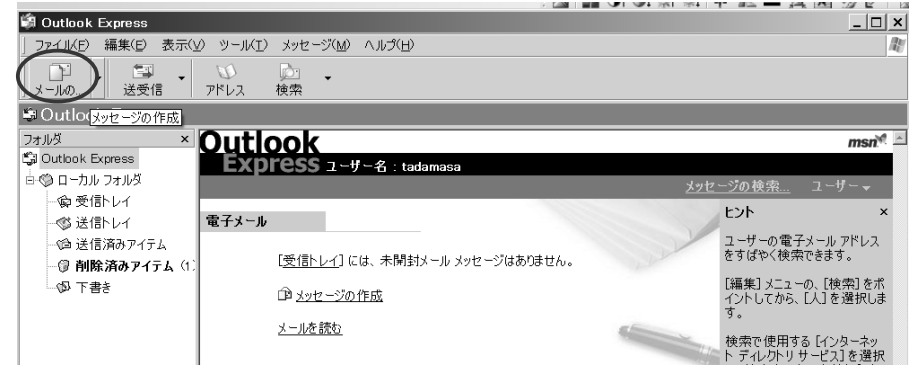 Outlook Express
ファイル(F) 編集(E) 表示(V) ツール(T) メッセージ(M) ヘルプ(H)
メールの... 送受信 アドレス 検索
Outlo
メッセージの作成
フォルダ ×
Outlook Express
ローカル フォルダ
受信トレイ
送信トレイ
送信済みアイテム
削除済みアイテム (1)
下書き
Outlook
Express ユーザー名 : tadamasa
msn
メッセージの検索... ユーザー
電子メール
[受信トレイ] には、未開封メール メッセージはありません。
メッセージの作成
メールを読む
ヒント ×
ユーザーの電子メール アドレス
をすばやく検索できます。
[編集] メニューの、[検索] をポ
イントしてから、[人] を選択しま
す。
検索で使用する [インターネッ
ト ディレクトリ サービス] を選択